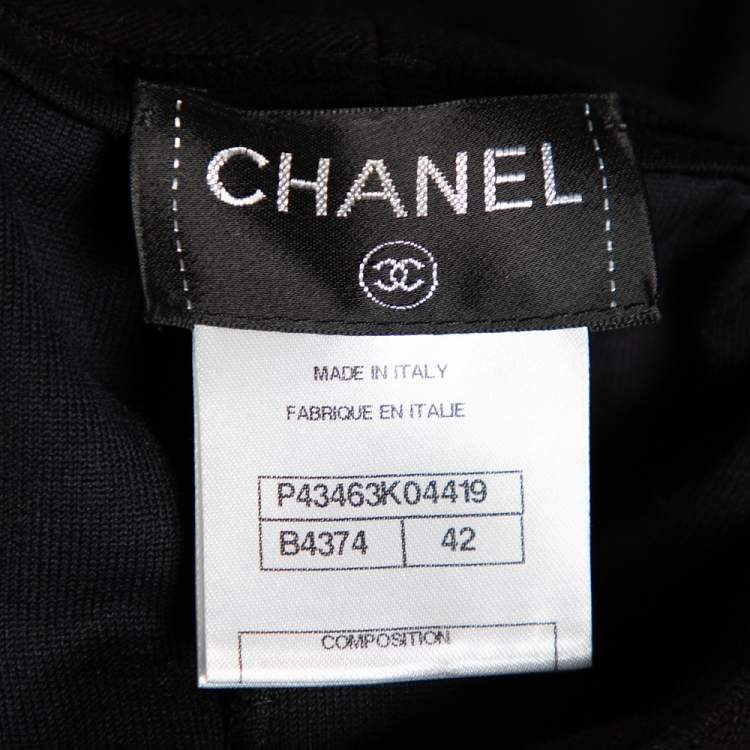 CHANEL
MADE IN ITALY
FABRIQUE EN ITALIE
P43463K04419
B4374 42
COMPOSITION